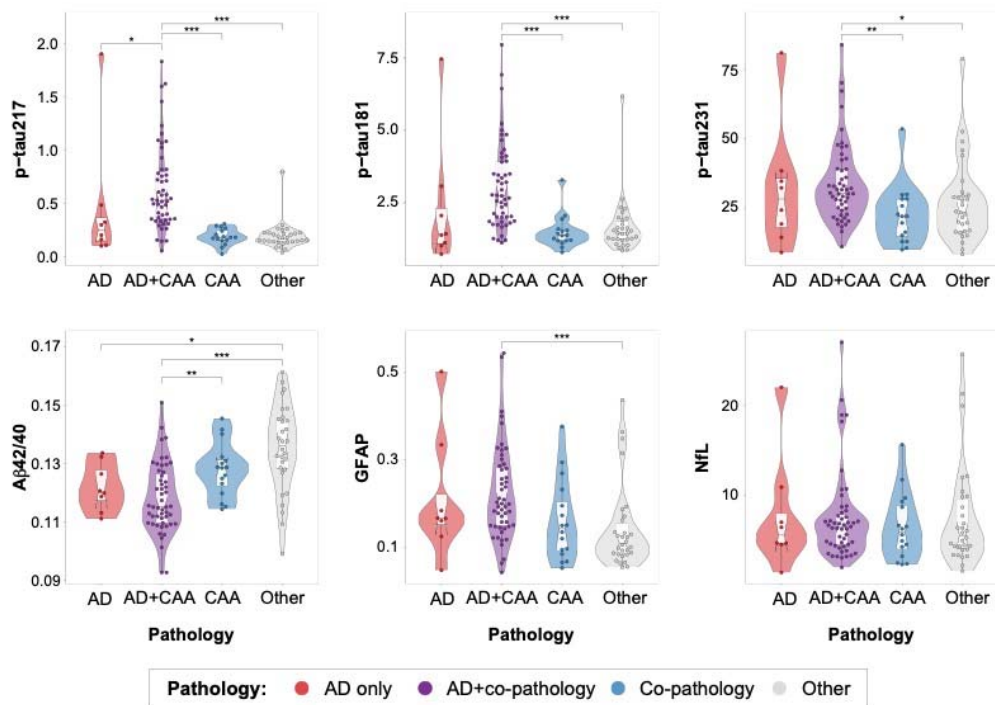 * *** ***
2.0
1.5
1.0
0.5
0.0
p-tau217
AD AD+CAA CAA Other
*** ***
7.5
5.0
2.5
p-tau181
AD AD+CAA CAA Other
* **
75
50
25
p-tau231
AD AD+CAA CAA Other
* *** **
0.17
0.15
0.13
0.11
0.09
Aβ42/40
AD AD+CAA CAA Other
Pathology
***
0.5
0.3
0.1
GFAP
AD AD+CAA CAA Other
Pathology
20
10
NfL
AD AD+CAA CAA Other
Pathology
Pathology: AD only AD+co-pathology Co-pathology Other